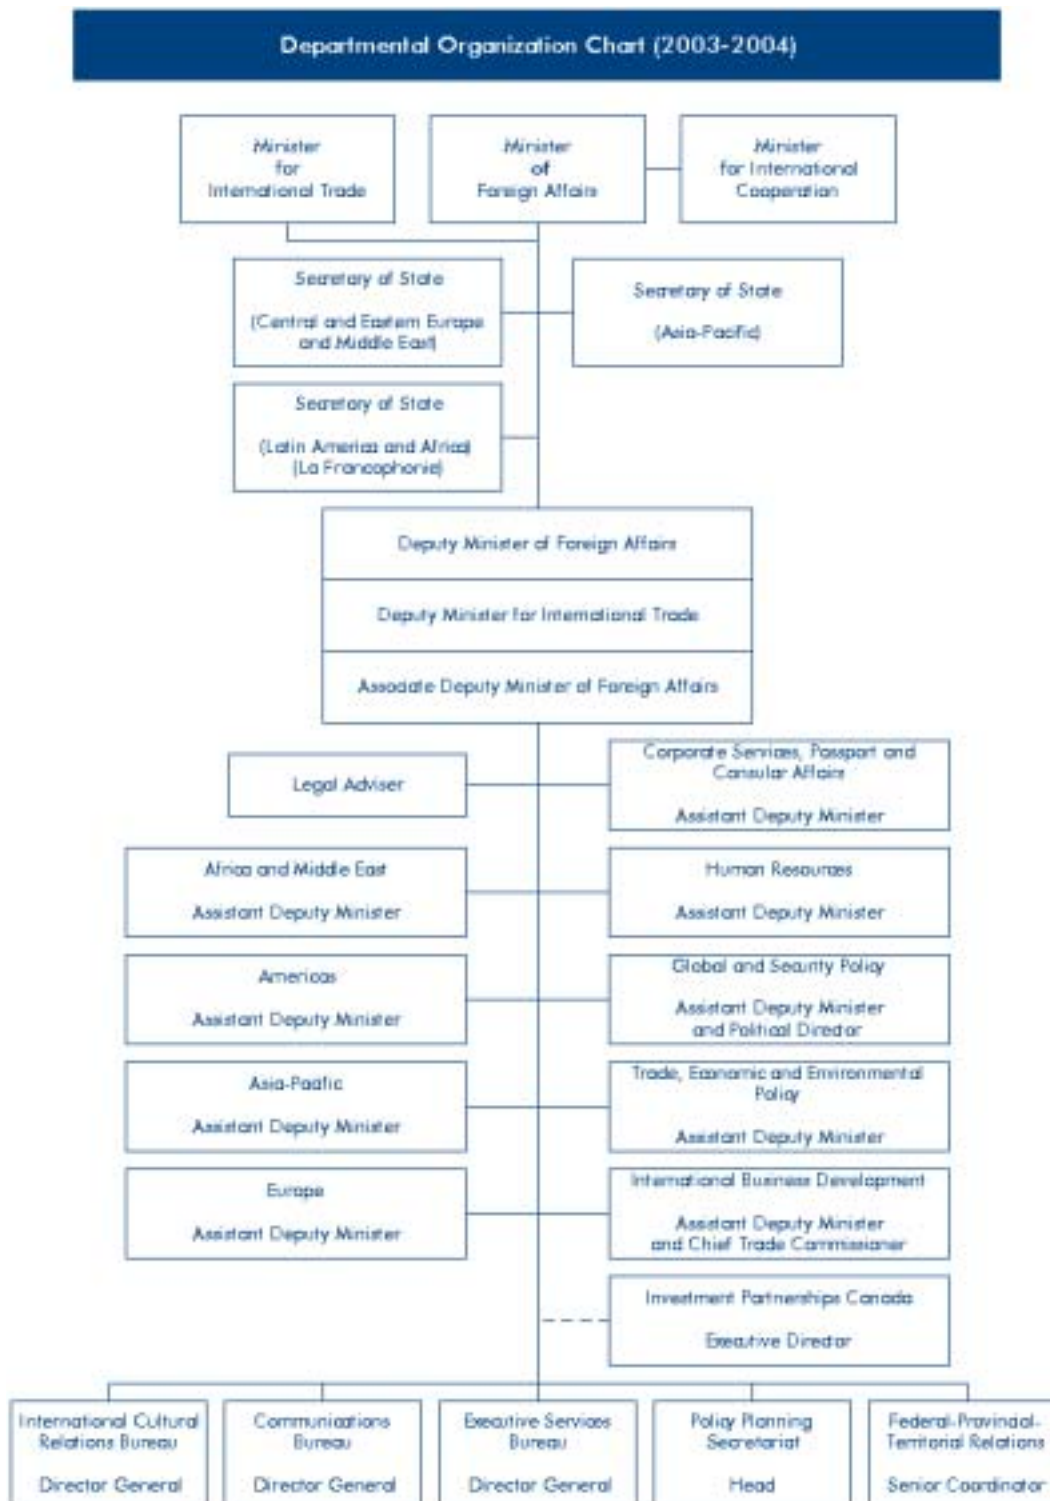 Departmental Organization Chart (2003-2004)
Minister
for
International Trade
Minister
of
Foreign Affairs
Minister
for International
Cooperation
Secretary of State
(Central and Eastern Europe
and Middle East)
Secretary of State
(Asia-Pacific)
Secretary of State
(Latin America and Africa)
(La Francophonie)
Deputy Minister of Foreign Affairs
Deputy Minister for International Trade
Associate Deputy Minister of Foreign Affairs
Legal Adviser
Corporate Services, Passport and
Consular Affairs
Assistant Deputy Minister
Africa and Middle East
Assistant Deputy Minister
Human Resources
Assistant Deputy Minister
Americas
Assistant Deputy Minister
Global and Security Policy
Assistant Deputy Minister
and Political Director
Asia-Pacific
Assistant Deputy Minister
Trade, Economic and Environmental
Policy
Assistant Deputy Minister
Europe
Assistant Deputy Minister
International Business Development
Assistant Deputy Minister
and Chief Trade Commissioner
Investment Partnerships Canada
Executive Director
International Cultural
Relations Bureau
Director General
Communications
Bureau
Director General
Executive Services
Bureau
Director General
Policy Planning
Secretariat
Head
Federal-Provincial-
Territorial Relations
Senior Coordinator